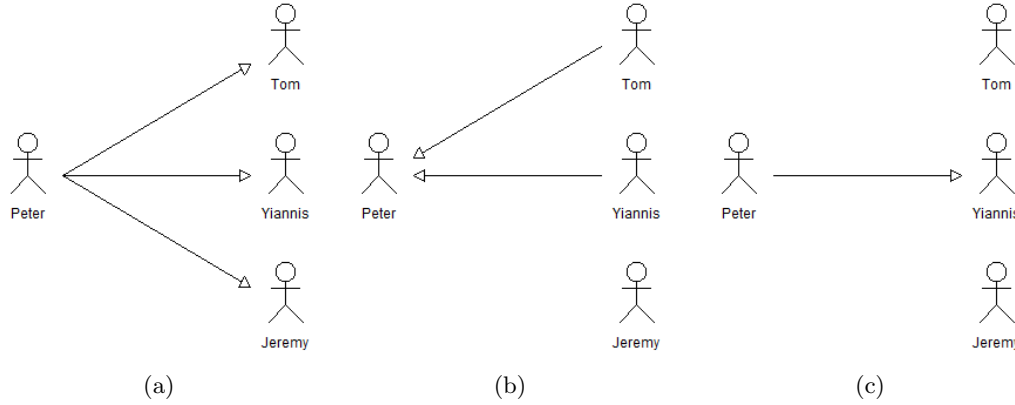 Tom
Peter
Yiannis
Jeremy
(a)
Tom
Peter
Yiannis
Jeremy
(b)
Tom
Peter
Yiannis
Jeremy
(c)